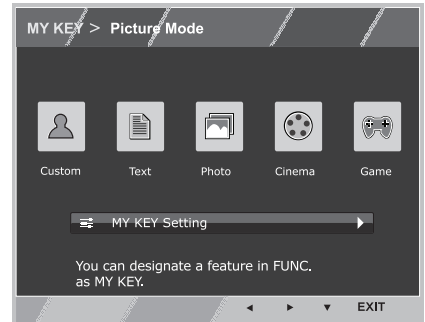 MY KEY > Picture Mode
Custom Text Photo Cinema Game
MY KEY Setting
You can designate a feature in FUNC.
as MY KEY.
EXIT